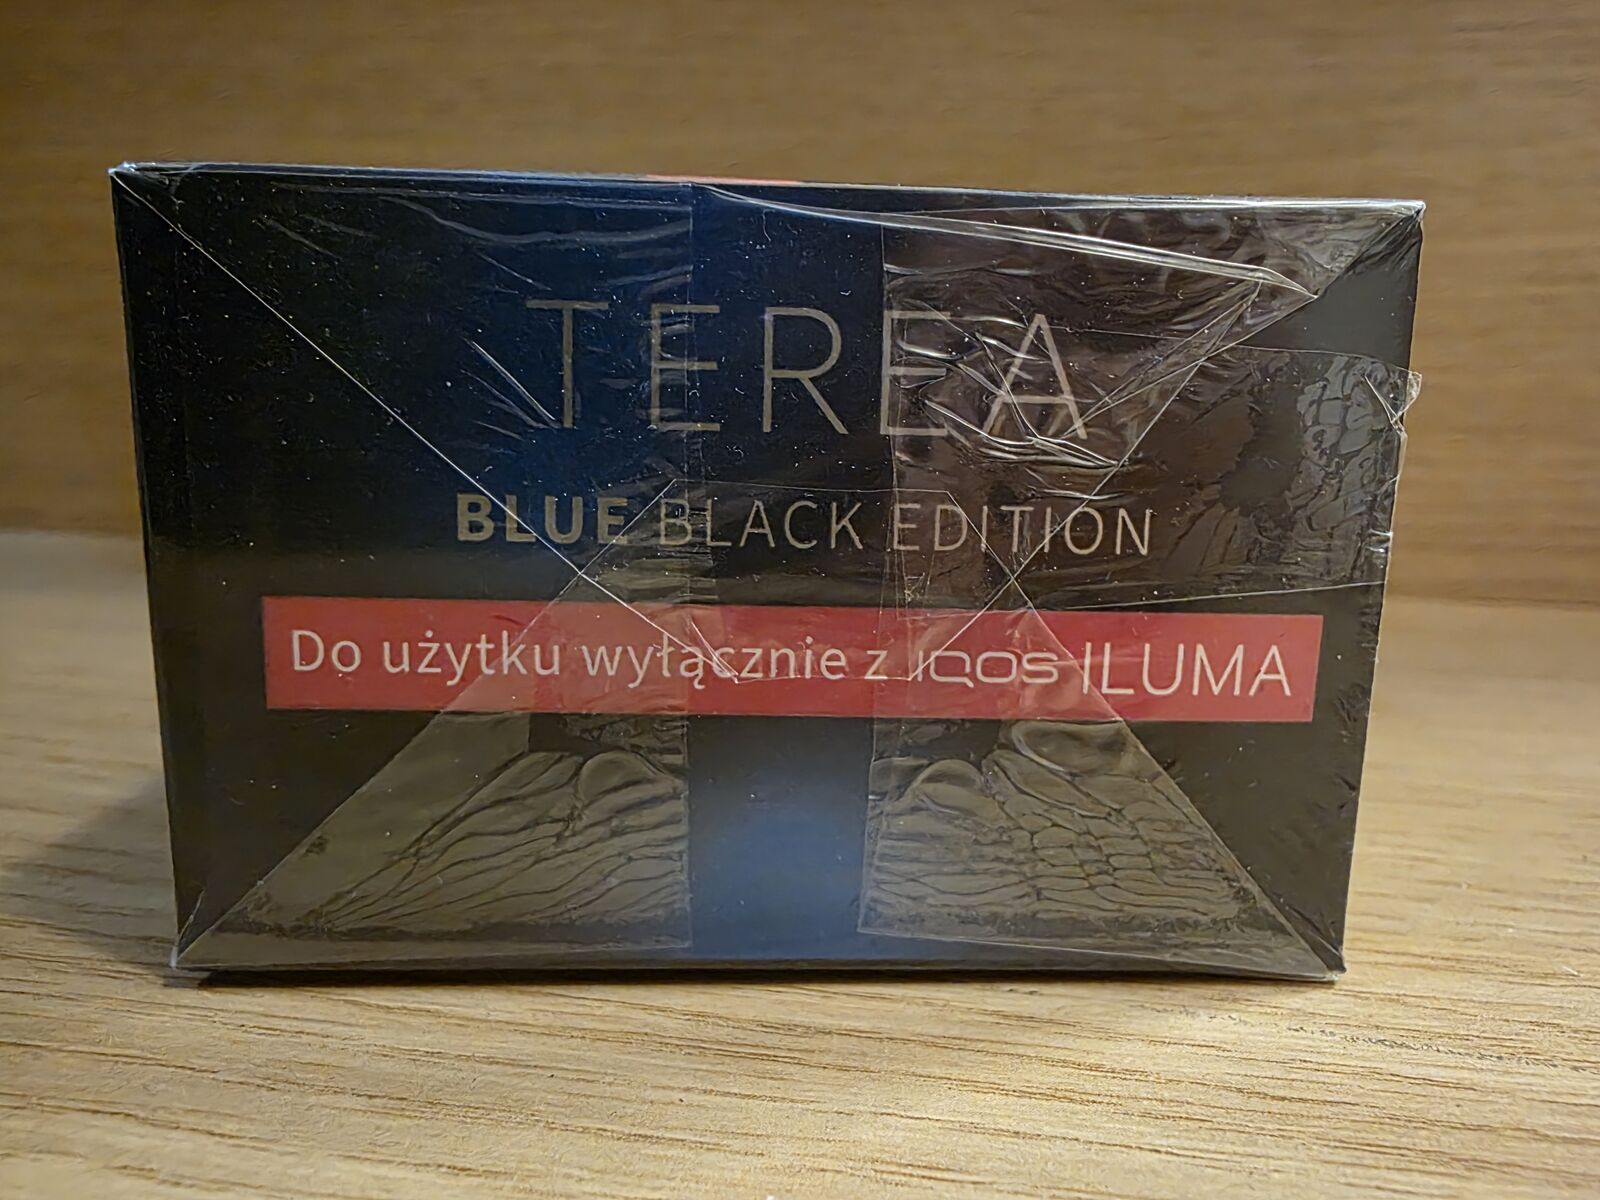 TEREA
BLUE BLACK EDITION
Do użytku wyłącznie z IQOS ILUMA